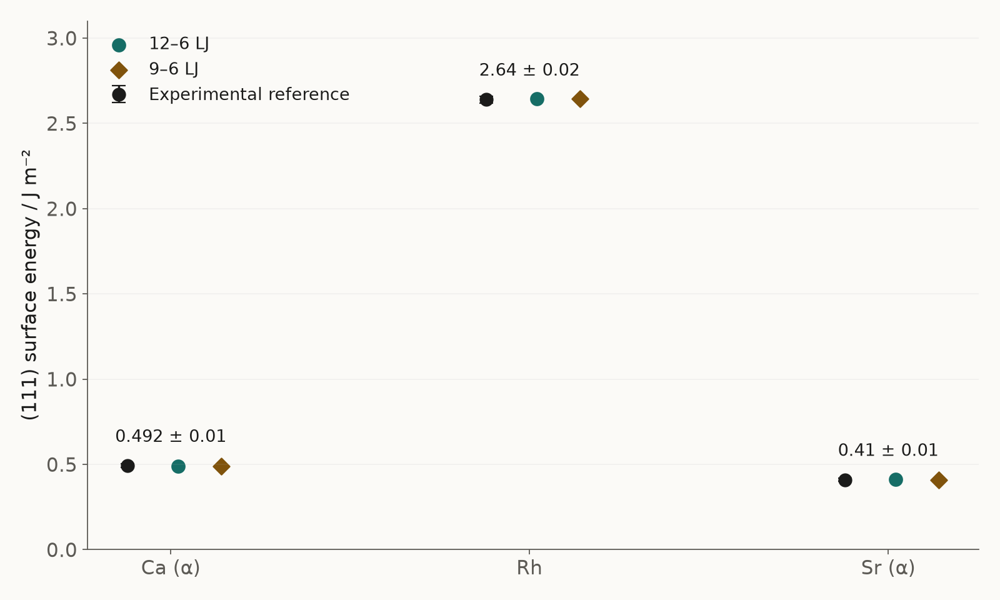 3.0
2.5
2.0
1.5
1.0
0.5
0.0
(111) surface energy / J m⁻²
12–6 LJ
9–6 LJ
Experimental reference
2.64 ± 0.02
0.492 ± 0.01
0.41 ± 0.01
Ca (α)
Rh
Sr (α)